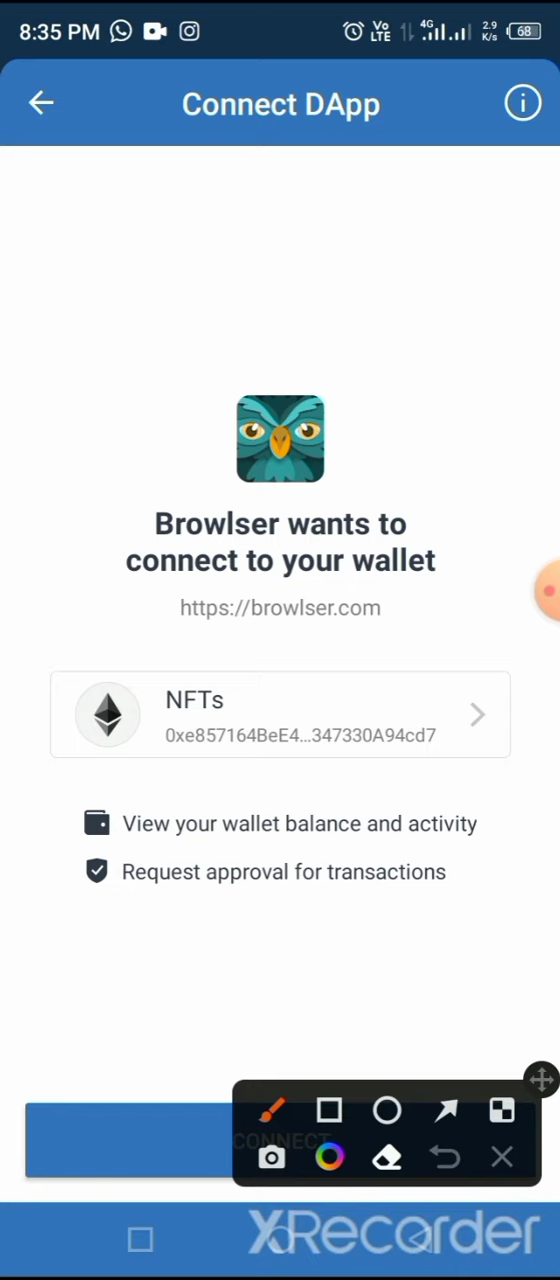 8:35 PM
Vo LTE
4G
2.9 K/s
68
Connect DApp
Browlser wants to
connect to your wallet
https://browlser.com
NFTs
0xe857164BeE4...347330A94cd7
View your wallet balance and activity
Request approval for transactions
CONNECT
XRecorder